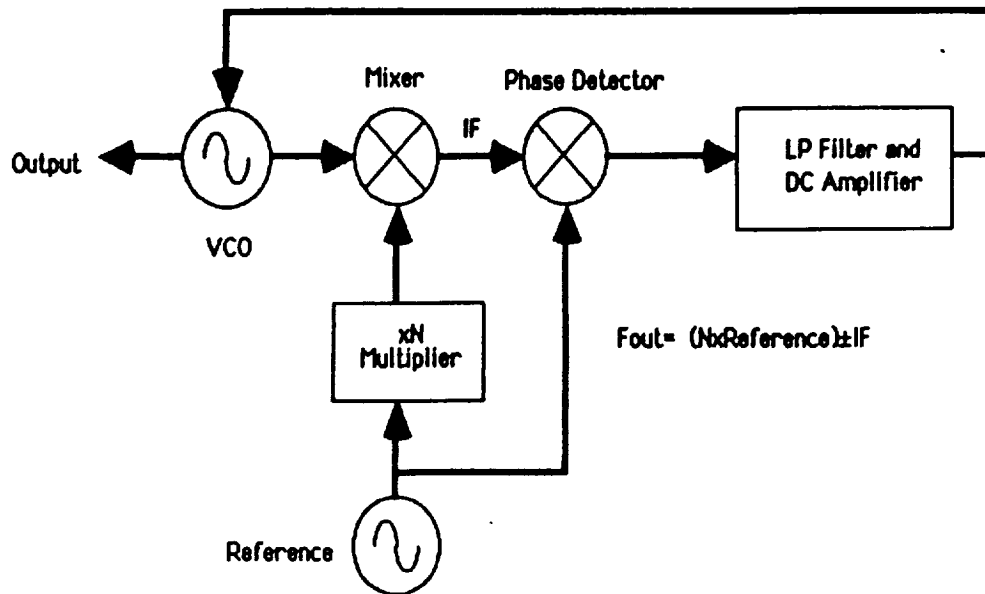 Mixer
Phase Detector
IF
Output
LP Filter and
DC Amplifier
VCO
xN
Multiplier
Fout= (NxReference)±IF
Reference